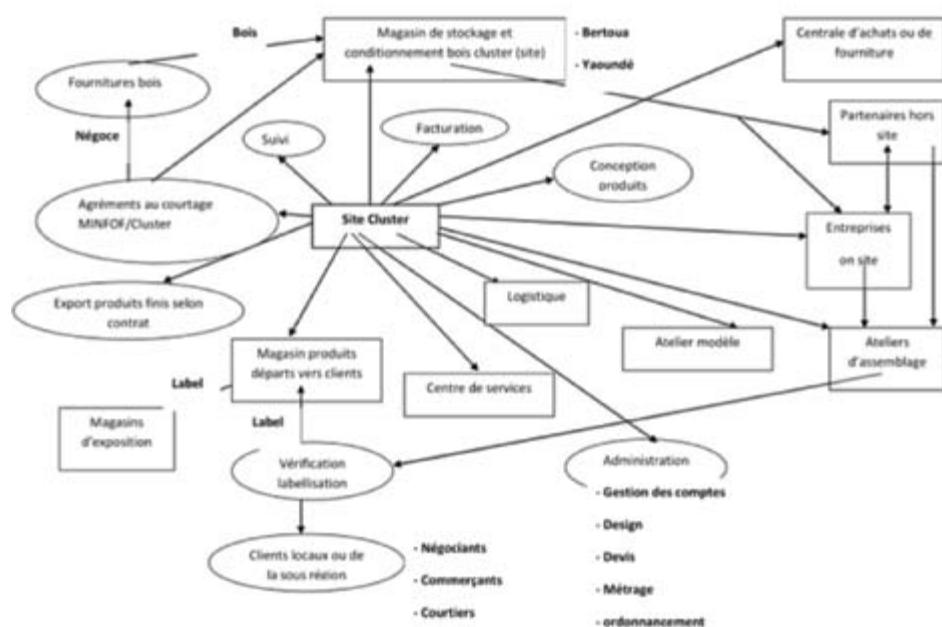 Bois
Magasin de stockage et
conditionnement bois cluster (site)
- Bertoua
- Yaoundé
Centrale d'achats ou de
fourniture
Fournitures bois
Négoce
Suivi
Facturation
Partenaires hors
site
Conception
produits
Agréments au courtage
MINFOF/Cluster
Site Cluster
Entreprises
on site
Export produits finis selon
contrat
Logistique
Magasin produits
départs vers clients
Atelier modèle
Ateliers
d'assemblage
Label
Centre de services
Magasins
d'exposition
Label
Vérification
labellisation
Administration
- Gestion des comptes
- Design
- Devis
- Métrage
- ordonnancement
Clients locaux ou de
la sous région
- Négociants
- Commerçants
- Courtiers